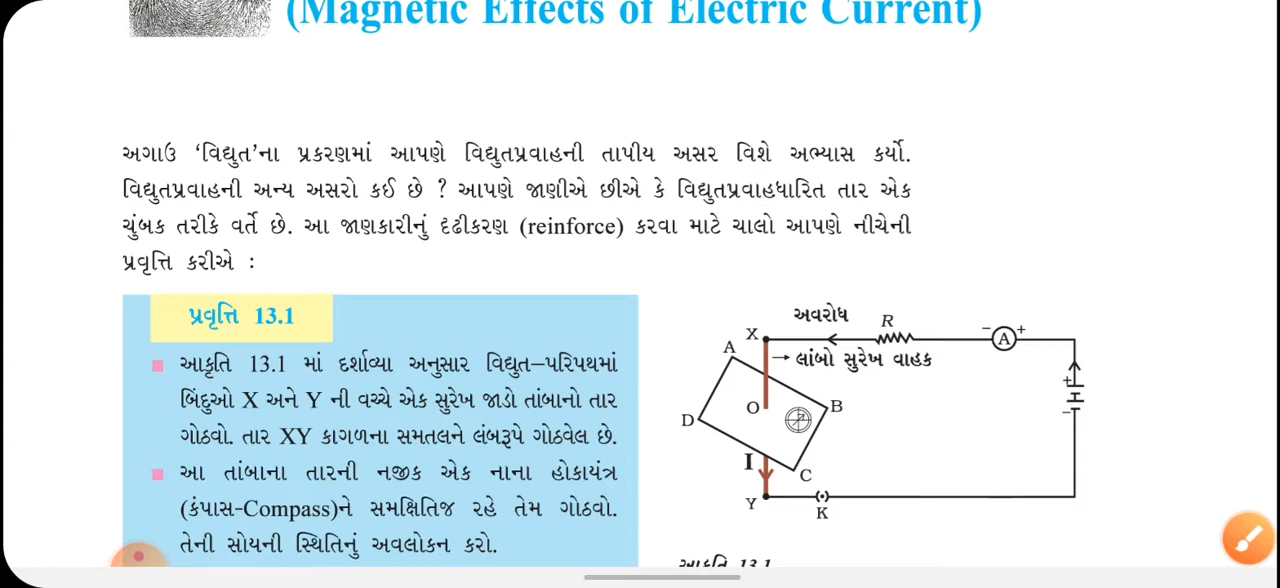 (Magnetic Effects of Electric Current)
અગાઉ ‘વિદ્યુત’ના પ્રકરણમાં આપણે વિદ્યુતપ્રવાહની તાપીય અસર વિશે અભ્યાસ કર્યો.
વિદ્યુતપ્રવાહની અન્ય અસરો કઈ છે ? આપણે જાણીએ છીએ કે વિદ્યુતપ્રવાહધારિત તાર એક
ચુંબક તરીકે વર્તે છે. આ જાણકારીનું દૃઢીકરણ (reinforce) કરવા માટે ચાલો આપણે નીચેની
પ્રવૃત્તિ કરીએ :
પ્રવૃત્તિ 13.1
આકૃતિ 13.1 માં દર્શાવ્યા અનુસાર વિદ્યુત–પરિપથમાં
બિંદુઓ X અને Y ની વચ્ચે એક સુરેખ જાડો તાંબાનો તાર
ગોઠવો. તાર XY કાગળના સમતલને લંબરૂપે ગોઠવેલ છે.
આ તાંબાના તારની નજીક એક નાના હોકાયંત્ર
(કંપાસ-Compass)ને સમક્ષિતિજ રહે તેમ ગોઠવો.
તેની સોયની સ્થિતિનું અવલોકન કરો.
અવરોધ R
X
− A +
લાંબો સુરેખ વાહક
A
+
−
O B
D
I
C
Y
K
આકૃતિ 13.1